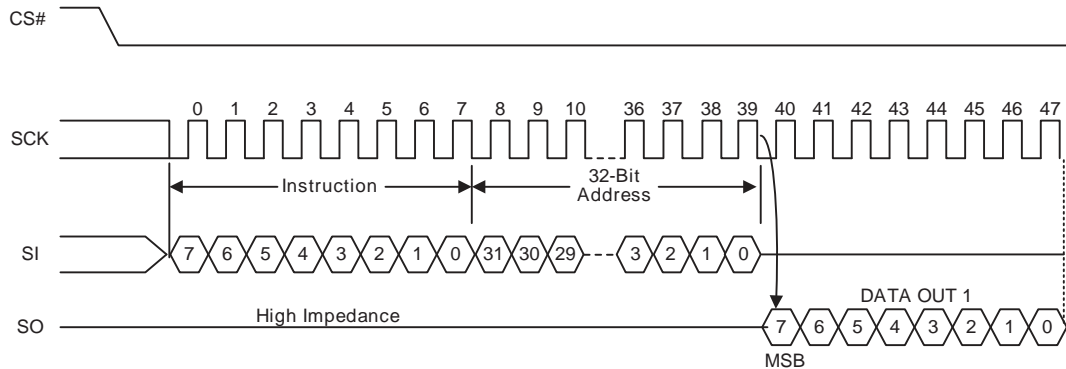 CS#
0 1 2 3 4 5 6 7 8 9 10 36 37 38 39 40 41 42 43 44 45 46 47
SCK
Instruction
32-Bit
Address
SI
7 6 5 4 3 2 1 0 31 30 29 3 2 1 0
DATA OUT 1
SO
High Impedance
7 6 5 4 3 2 1 0
MSB